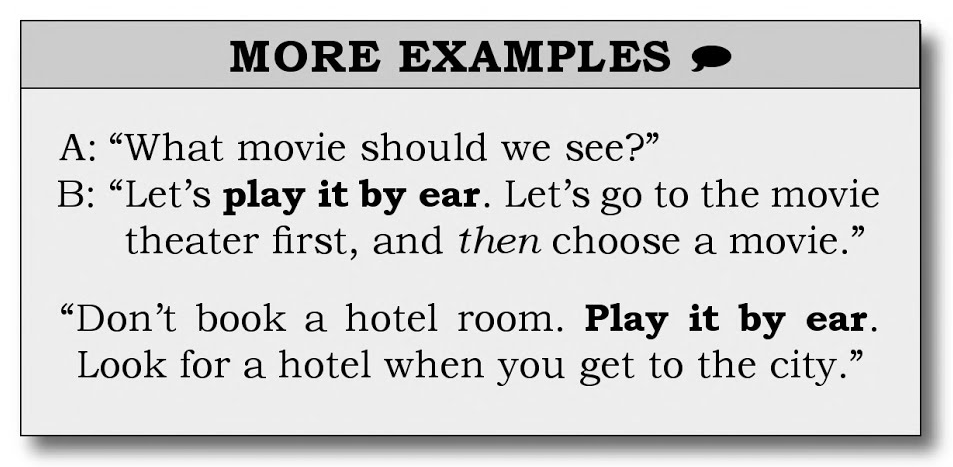 MORE EXAMPLES
A: “What movie should we see?”
B: “Let’s play it by ear. Let’s go to the movie
theater first, and then choose a movie.”
“Don’t book a hotel room. Play it by ear.
Look for a hotel when you get to the city.”